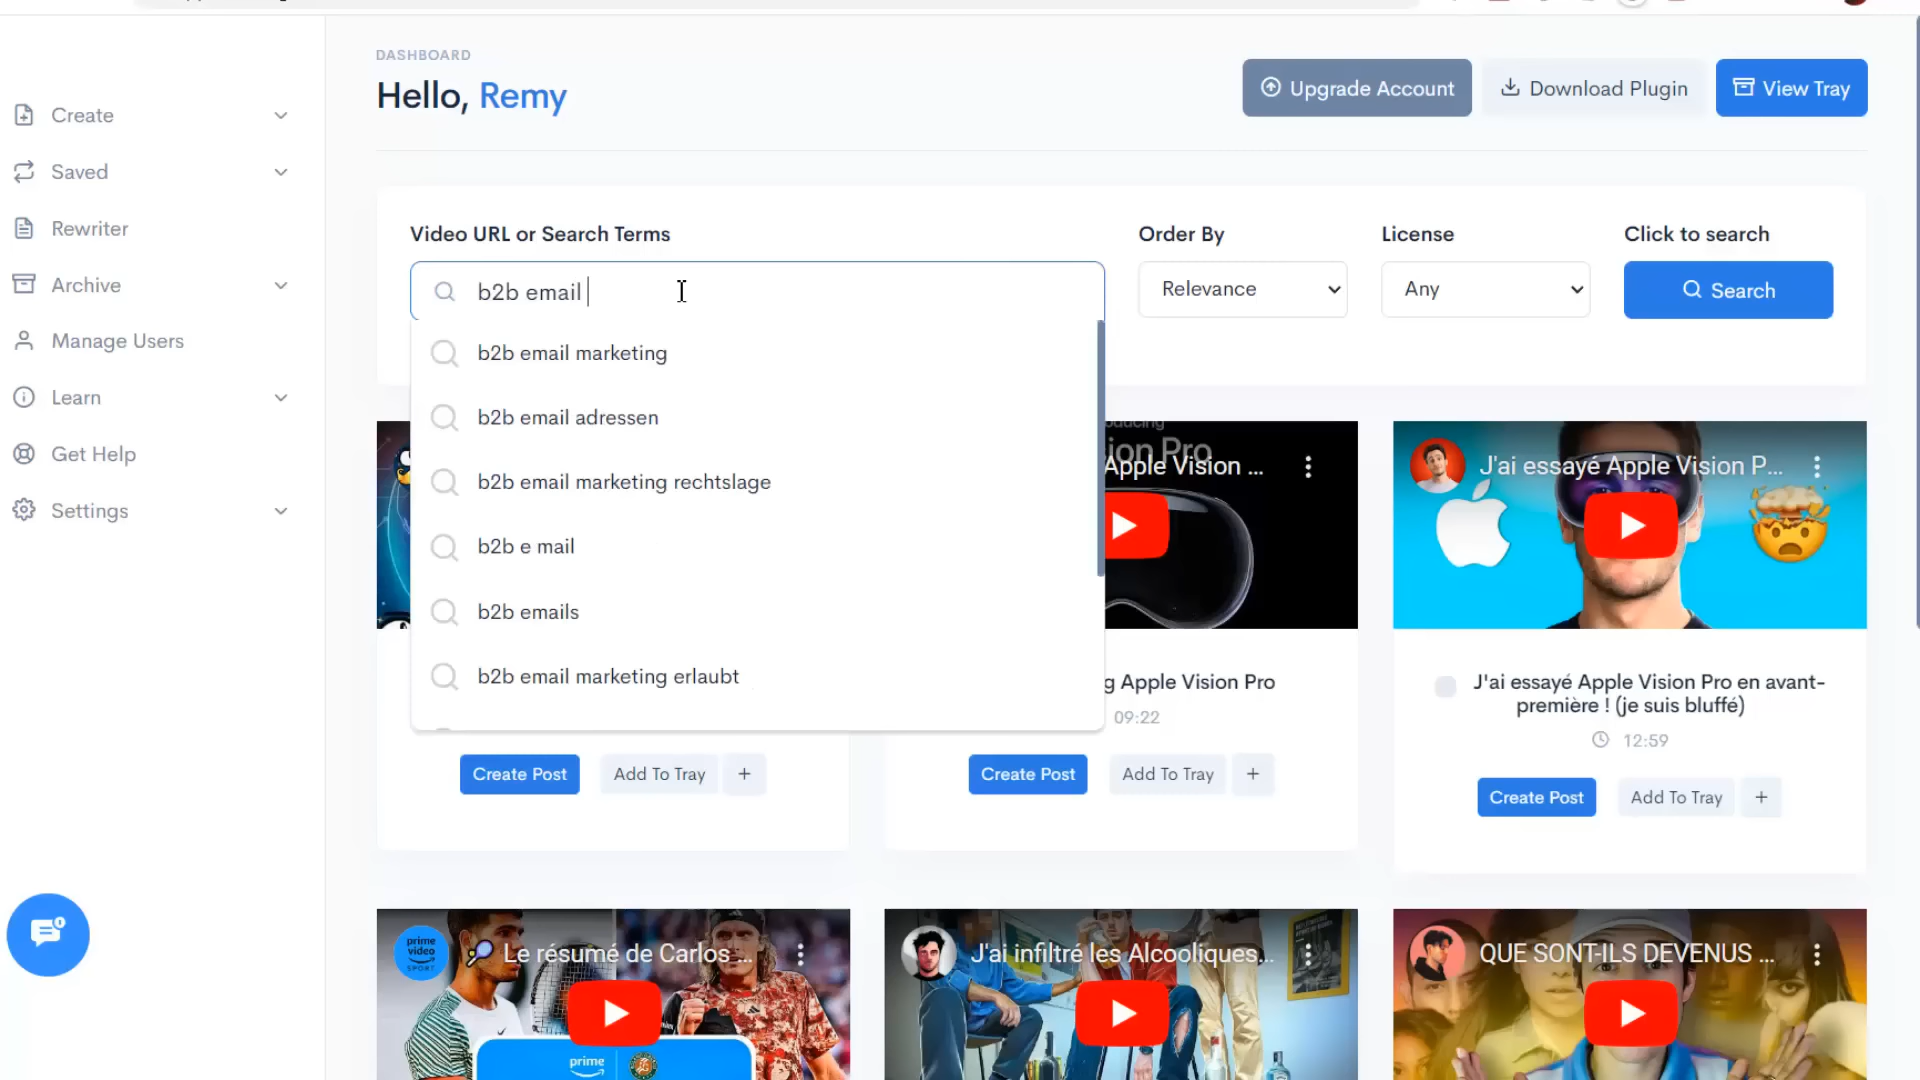 DASHBOARD
Hello, Remy
Upgrade Account
Download Plugin
View Tray
Create
Saved
Rewriter
Archive
Manage Users
Learn
Get Help
Settings
Video URL or Search Terms
Order By
License
Click to search
b2b email
Relevance
Any
Search
b2b email marketing
b2b email adressen
b2b email marketing rechtslage
b2b e mail
b2b emails
b2b email marketing erlaubt
Apple Vision ...
ion Pro
J'ai essayé Apple Vision P...
g Apple Vision Pro
09:22
J'ai essayé Apple Vision Pro en avant-
première ! (je suis bluffé)
12:59
Create Post
Add To Tray
+
Create Post
Add To Tray
+
Create Post
Add To Tray
+
prime
video
SPORT
Le résumé de Carlos ...
J'ai infiltré les Alcooliques...
QUE SONT-ILS DEVENUS ...
prime